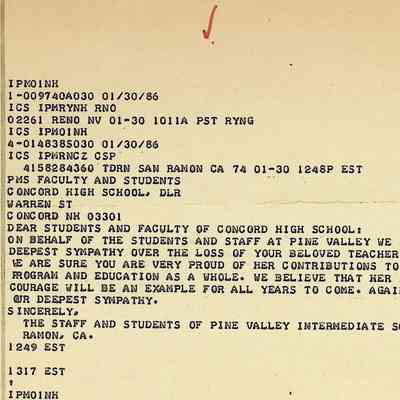 IPM01NH
1-009740A030 01/30/86
ICS IPMRYNH RNO
02261 RENO NV 01-30 1011A PST RYNG
ICS IPM01NH
4-0148385030 01/30/86
ICS IPMRNCZ CSP
4158284360 TDRN SAN RAMON CA 74 01-30 1248P EST
PMS FACULTY AND STUDENTS
CONCORD HIGH SCHOOL, DLR
WARREN ST
CONCORD NH 03301
DEAR STUDENTS AND FACULTY OF CONCORD HIGH SCHOOL:
ON BEHALF OF THE STUDENTS AND STAFF AT PINE VALLEY WE
DEEPEST SYMPATHY OVER THE LOSS OF YOUR BELOVED TEACHER
WE ARE SURE YOU ARE VERY PROUD OF HER CONTRIBUTIONS TO
PROGRAM AND EDUCATION AS A WHOLE. WE BELIEVE THAT HER
COURAGE WILL BE AN EXAMPLE FOR ALL YEARS TO COME. AGAI
OUR DEEPEST SYMPATHY.
SINCERELY,
THE STAFF AND STUDENTS OF PINE VALLEY INTERMEDIATE SC
RAMON, CA.
1249 EST
1317 EST
IPM01NH